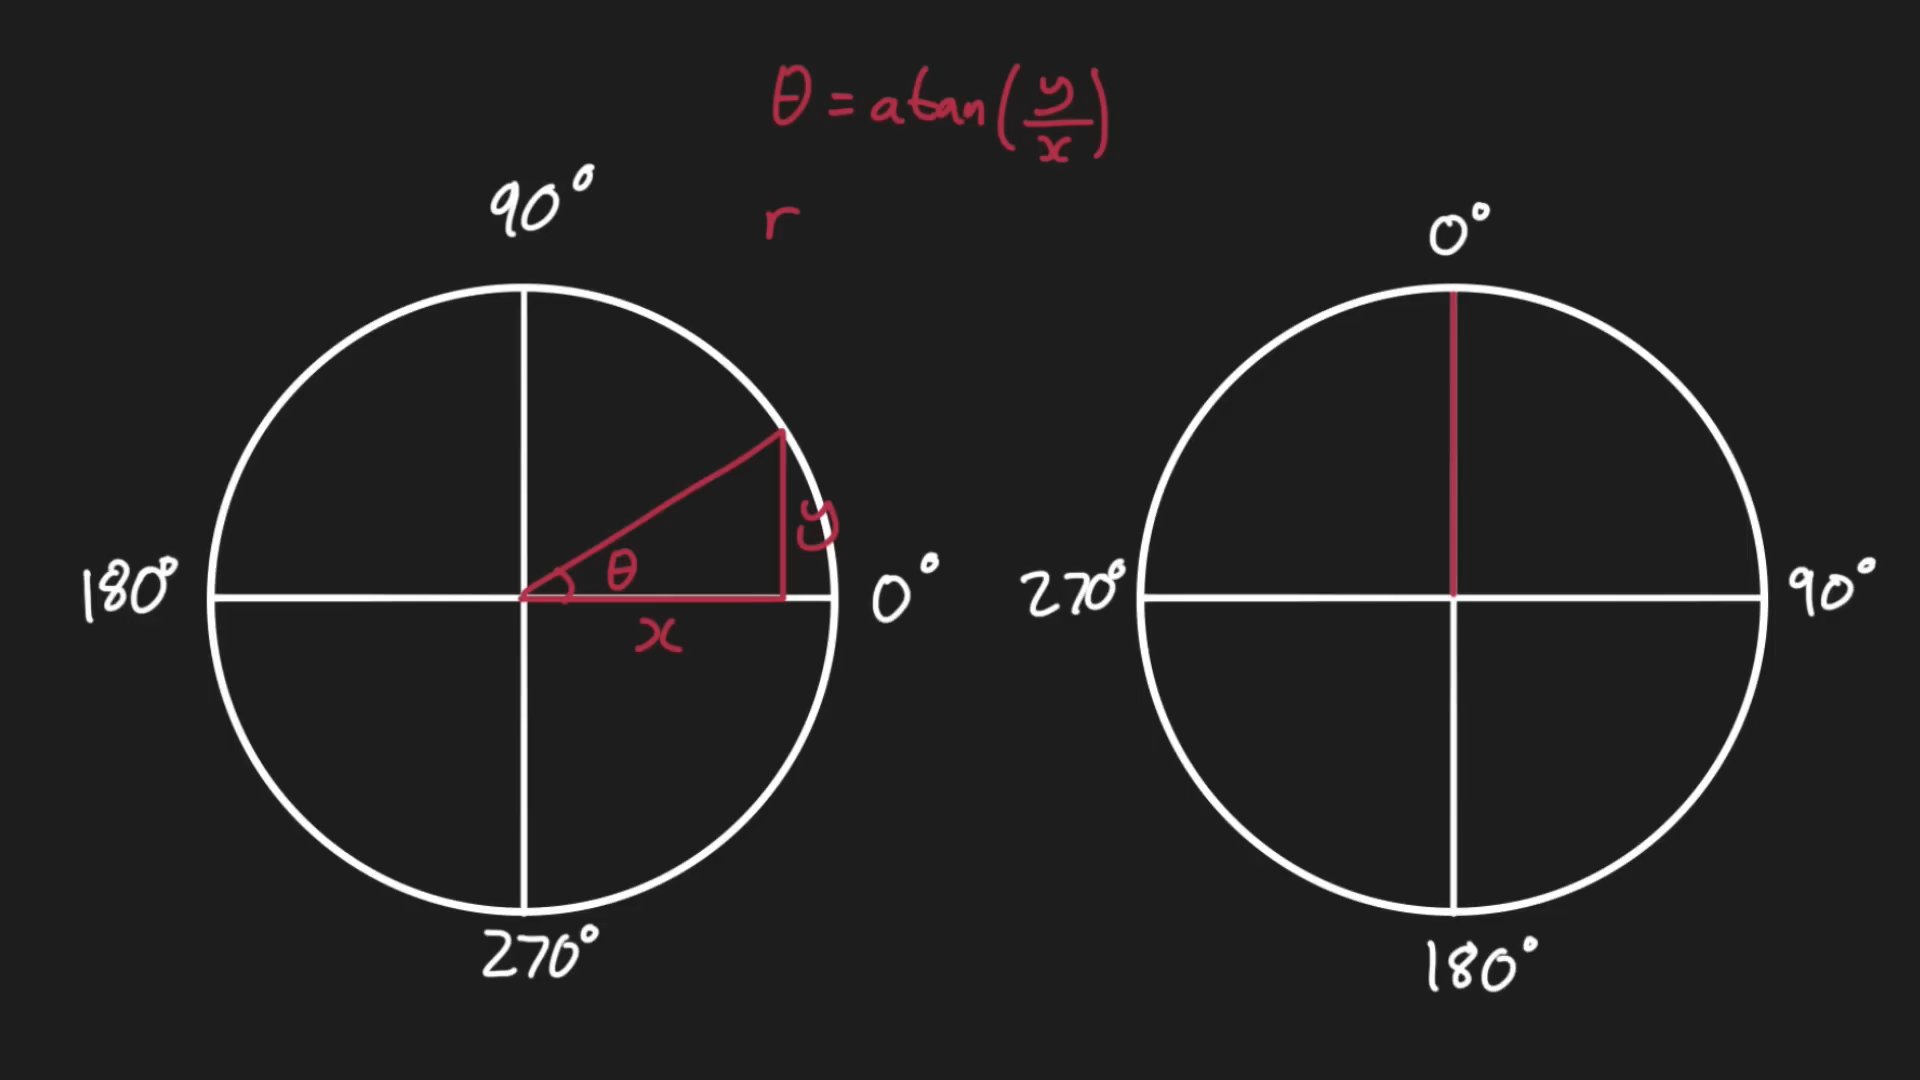 θ = atan(y/x)
90°
r
0°
y
180°
θ
0°
270°
90°
x
270°
180°